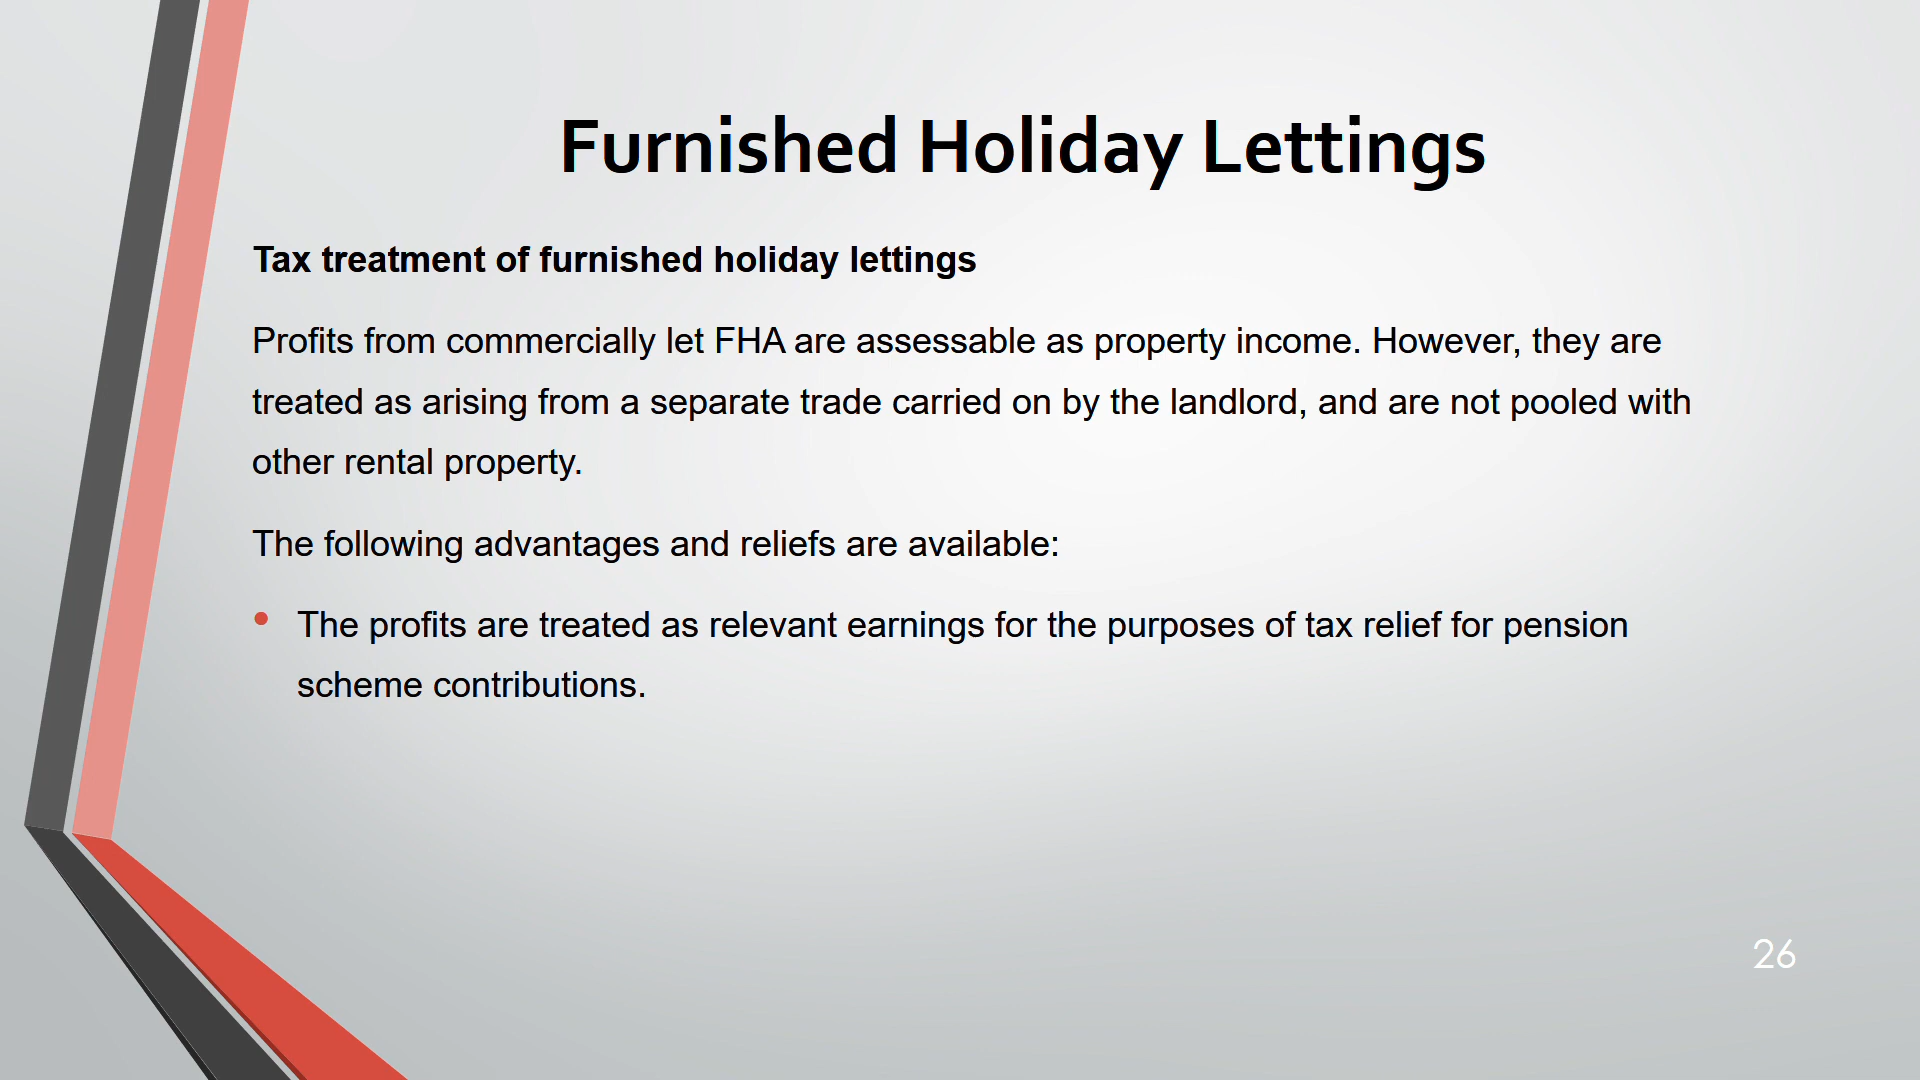 Furnished Holiday Lettings
Tax treatment of furnished holiday lettings
Profits from commercially let FHA are assessable as property income. However, they are
treated as arising from a separate trade carried on by the landlord, and are not pooled with
other rental property.
The following advantages and reliefs are available:
• The profits are treated as relevant earnings for the purposes of tax relief for pension
scheme contributions.
26